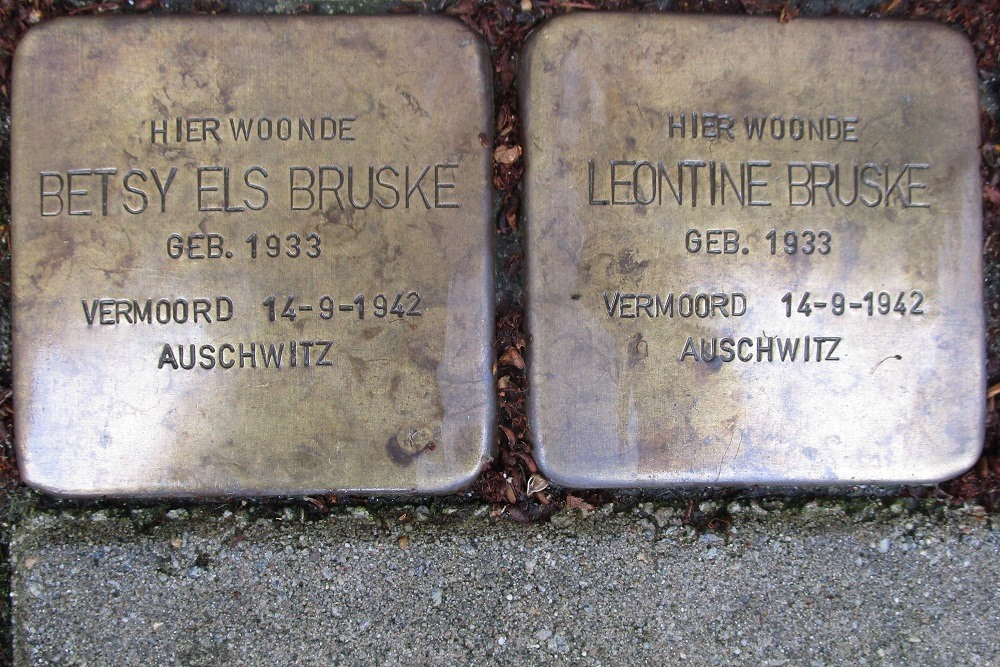 HIER WOONDE
BETSY ELS BRUSKE
GEB. 1933
VERMOORD 14-9-1942
AUSCHWITZ
HIER WOONDE
LEONTINE BRUSKE
GEB. 1933
VERMOORD 14-9-1942
AUSCHWITZ